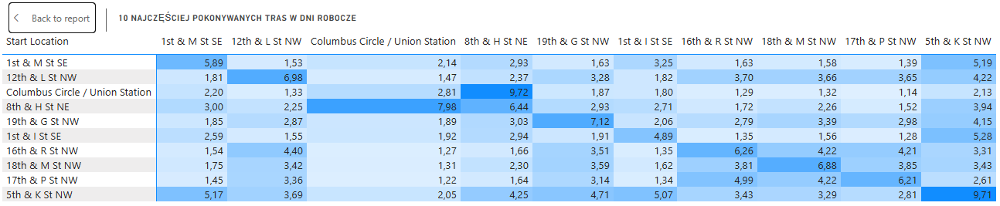 Back to report
10 NAJCZĘŚCIEJ POKONYWANYCH TRAS W DNI ROBOCZE
Start Location 1st & M St SE 12th & L St NW Columbus Circle / Union Station 8th & H St NE 19th & G St NW 1st & I St SE 16th & R St NW 18th & M St NW 17th & P St NW 5th & K St NW
1st & M St SE 5,89 1,53 2,14 2,93 1,63 3,25 1,63 1,58 1,39 5,19
12th & L St NW 1,81 6,98 1,47 2,37 3,28 1,82 3,70 3,66 3,65 4,22
Columbus Circle / Union Station 2,20 1,33 2,81 9,72 1,87 1,80 1,29 1,32 1,14 2,13
8th & H St NE 3,00 2,25 7,98 6,44 2,93 2,71 1,72 2,26 1,52 3,94
19th & G St NW 1,85 2,87 1,89 3,03 7,12 2,06 2,79 3,39 2,98 4,15
1st & I St SE 2,59 1,55 1,92 2,94 1,91 4,89 1,35 1,56 1,28 5,28
16th & R St NW 1,54 4,40 1,27 1,66 3,51 1,35 6,26 4,22 4,21 3,31
18th & M St NW 1,75 3,42 1,31 2,30 3,59 1,62 3,81 6,88 3,85 3,43
17th & P St NW 1,45 3,36 1,22 1,64 3,14 1,34 4,99 4,22 6,21 2,61
5th & K St NW 5,17 3,69 2,05 4,25 4,71 5,07 3,43 3,29 2,81 9,71